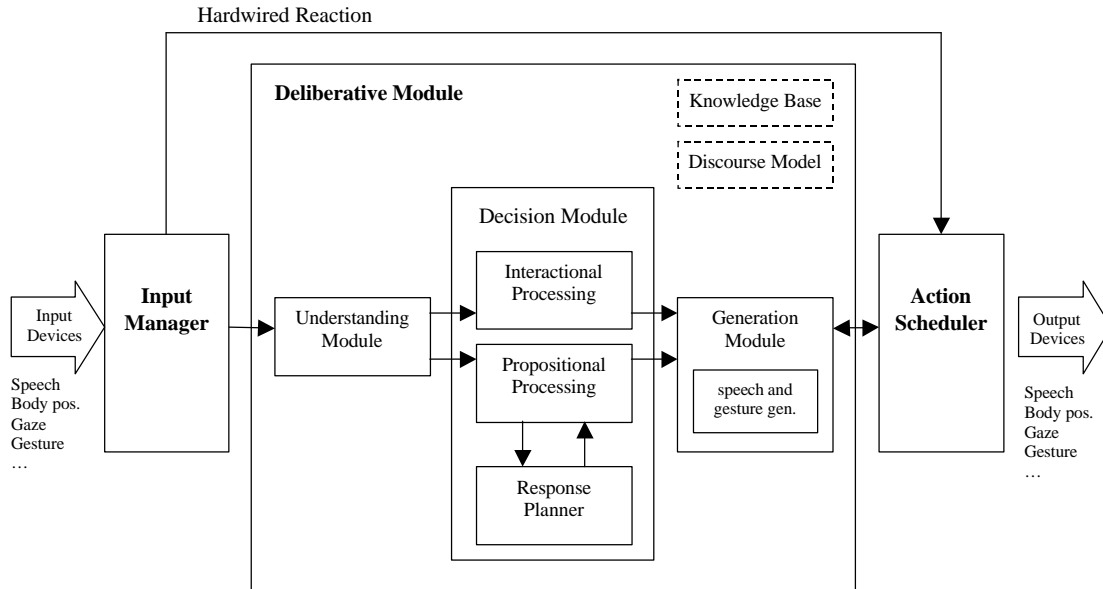 Hardwired Reaction
Deliberative Module
Knowledge Base
Discourse Model
Decision Module
Input
Manager
Input
Devices
Speech
Body pos.
Gaze
Gesture
…
Understanding
Module
Interactional
Processing
Propositional
Processing
Response
Planner
Generation
Module
speech and
gesture gen.
Action
Scheduler
Output
Devices
Speech
Body pos.
Gaze
Gesture
…